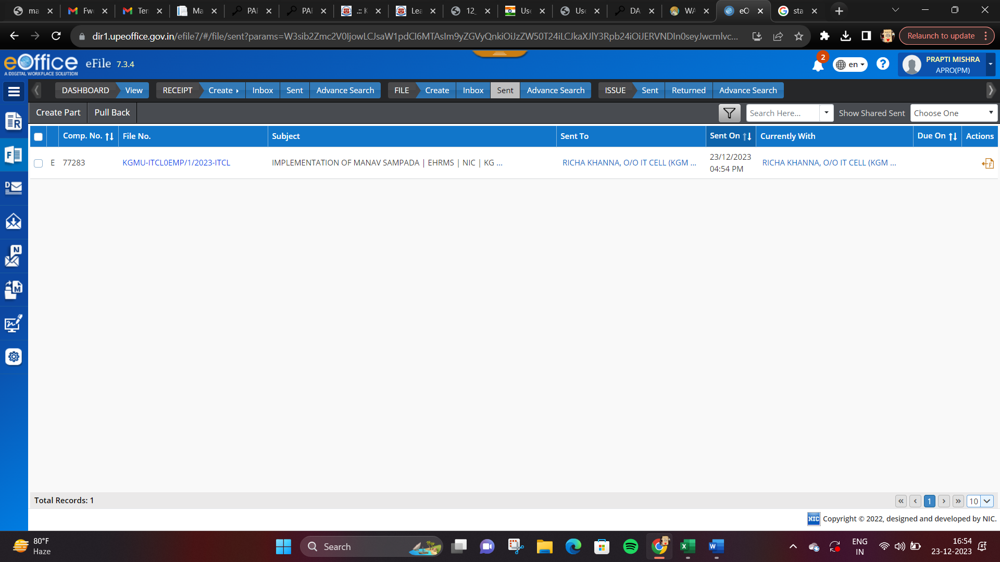 ma
Fw
Ten
Ma
PAI
PAI
.:: K
Lea
12_
Use
Use
DA
WA
eO
sta
dir1.upeoffice.gov.in/efile7/#/file/sent?params=
Relaunch to update
eOffice
A DIGITAL WORKPLACE SOLUTION
eFile 7.3.4
2
en
?
PRAPTI MISHRA
APRO(PM)
DASHBOARD View RECEIPT Create Inbox Sent Advance Search FILE Create Inbox Sent Advance Search ISSUE Sent Returned Advance Search
Create Part Pull Back Search Here... Show Shared Sent Choose One
Comp. No. File No. Subject Sent To Sent On Currently With Due On Actions
E 77283 KGMU-ITCL0EMP/1/2023-ITCL IMPLEMENTATION OF MANAV SAMPADA | EHRMS | NIC | KG ... RICHA KHANNA, O/O IT CELL (KGM ... 23/12/2023 RICHA KHANNA, O/O IT CELL (KGM ...
04:54 PM
R
F
D
N
M
Total Records: 1
« ‹ 1 › » 10
NIC Copyright © 2022, designed and developed by NIC.
80°F
Haze
Search
ENG
IN
16:54
23-12-2023